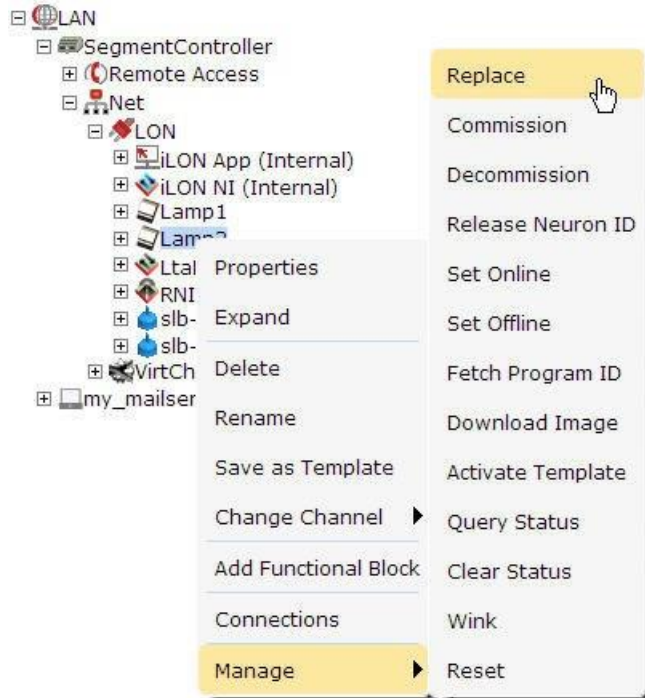 LAN
SegmentController
Remote Access
Net
LON
iLON App (Internal)
iLON NI (Internal)
Lamp1
RNI
slb-
slb-
my_mailser
Properties
Expand
Delete
Rename
Save as Template
Change Channel
Add Functional Block
Connections
Manage
Replace
Commission
Decommission
Release Neuron ID
Set Online
Set Offline
Fetch Program ID
Download Image
Activate Template
Query Status
Clear Status
Wink
Reset